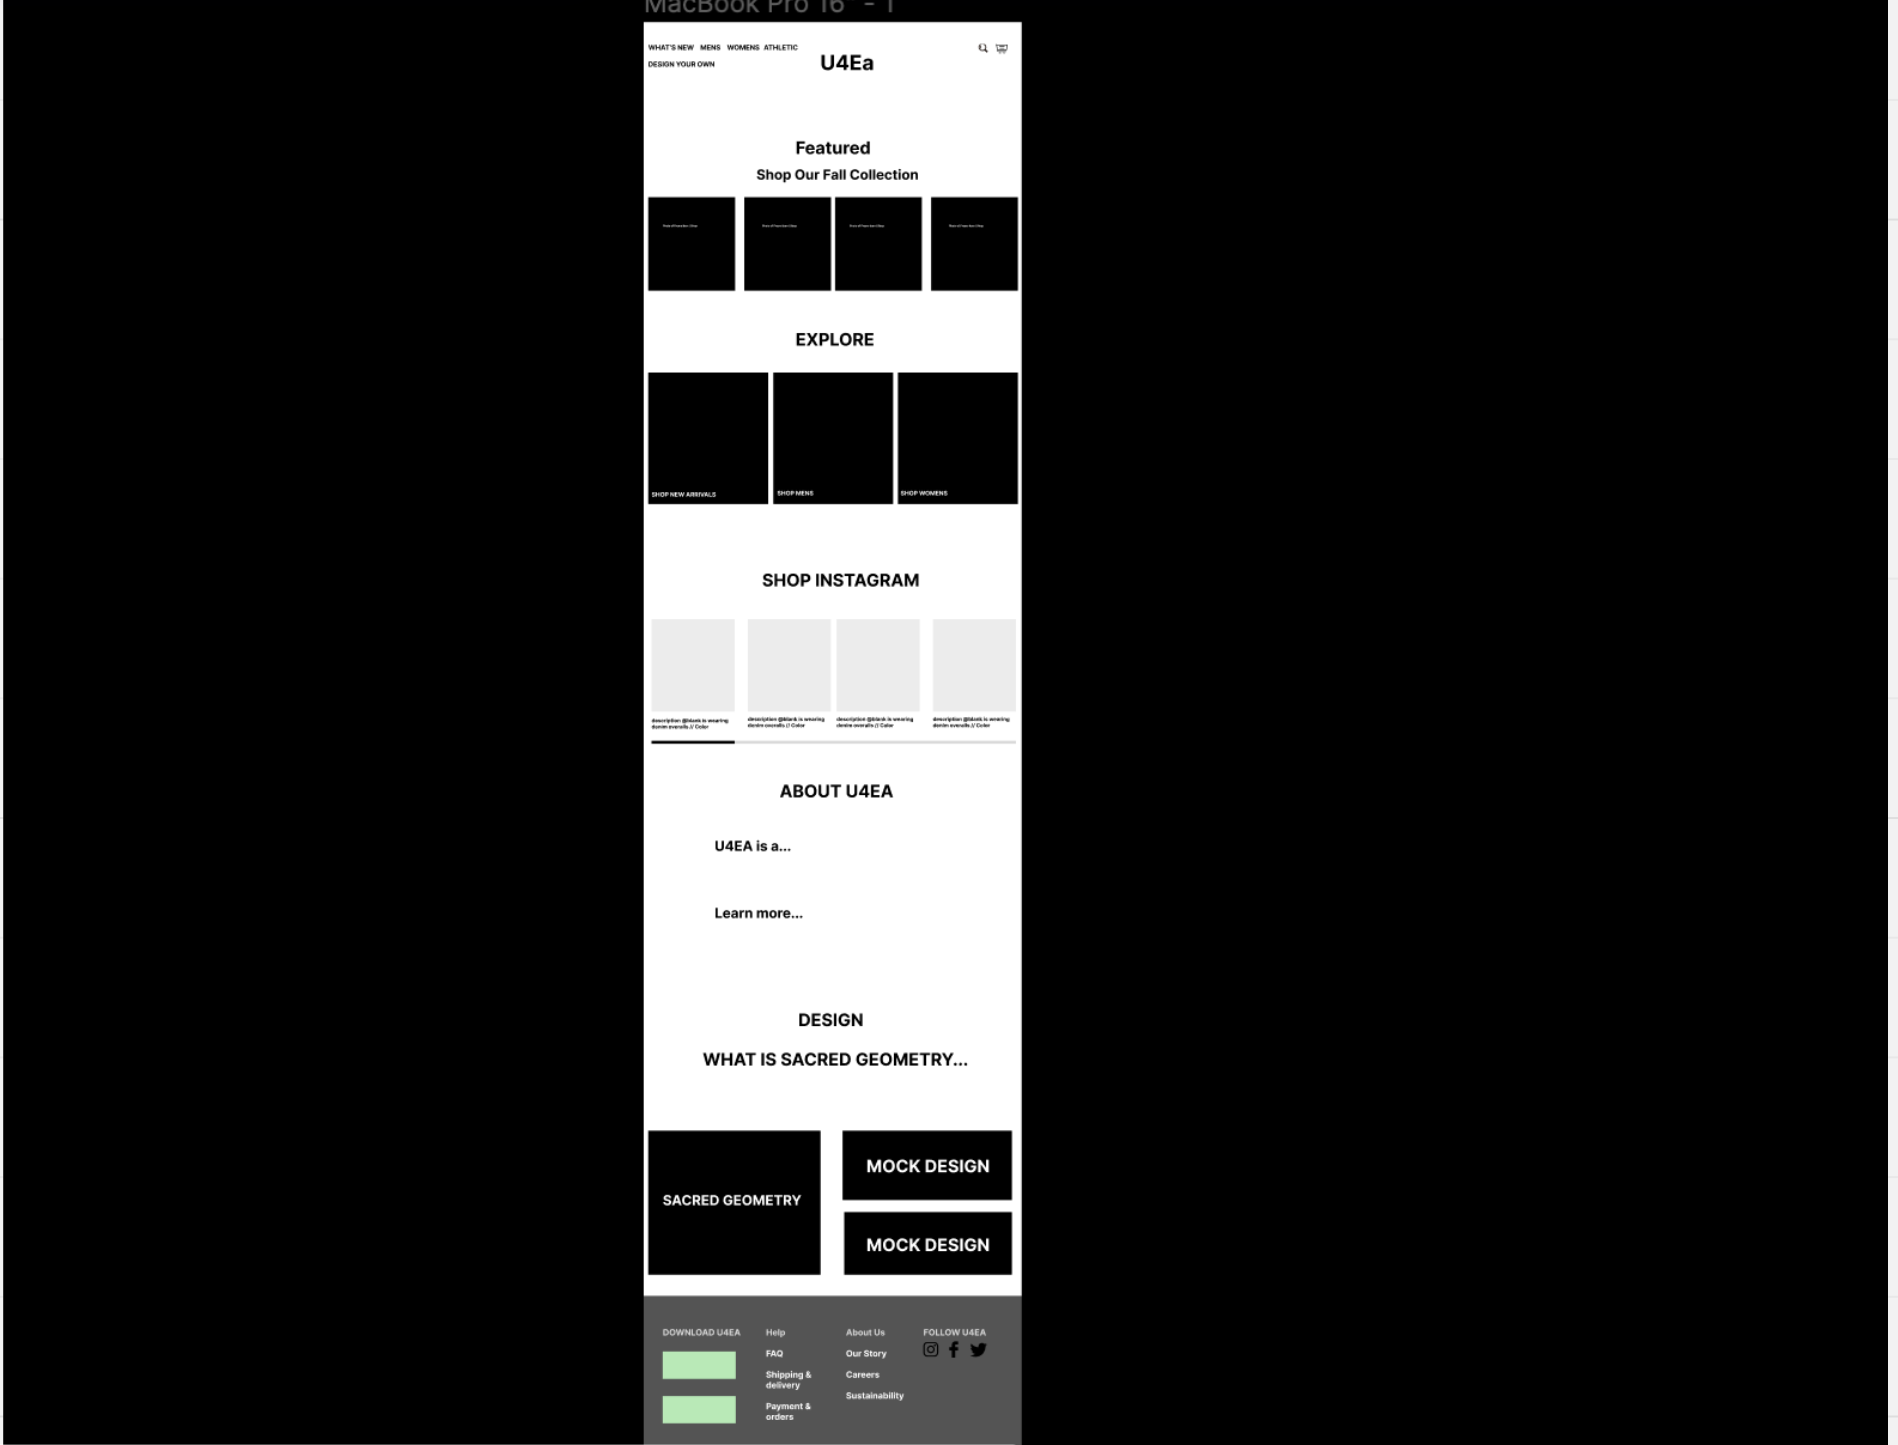 MacBook Pro 16" - 1
WHAT'S NEW MENS WOMENS ATHLETIC
DESIGN YOUR OWN
U4Ea
Featured
Shop Our Fall Collection
EXPLORE
SHOP NEW ARRIVALS
SHOP MENS
SHOP WOMENS
SHOP INSTAGRAM
description @blank is wearing
denim overalls // Color
description @blank is wearing
denim overalls // Color
description @blank is wearing
denim overalls // Color
description @blank is wearing
denim overalls // Color
ABOUT U4EA
U4EA is a...
Learn more...
DESIGN
WHAT IS SACRED GEOMETRY...
SACRED GEOMETRY
MOCK DESIGN
MOCK DESIGN
DOWNLOAD U4EA
Help
FAQ
Shipping &
delivery
Payment &
orders
About Us
Our Story
Careers
Sustainability
FOLLOW U4EA